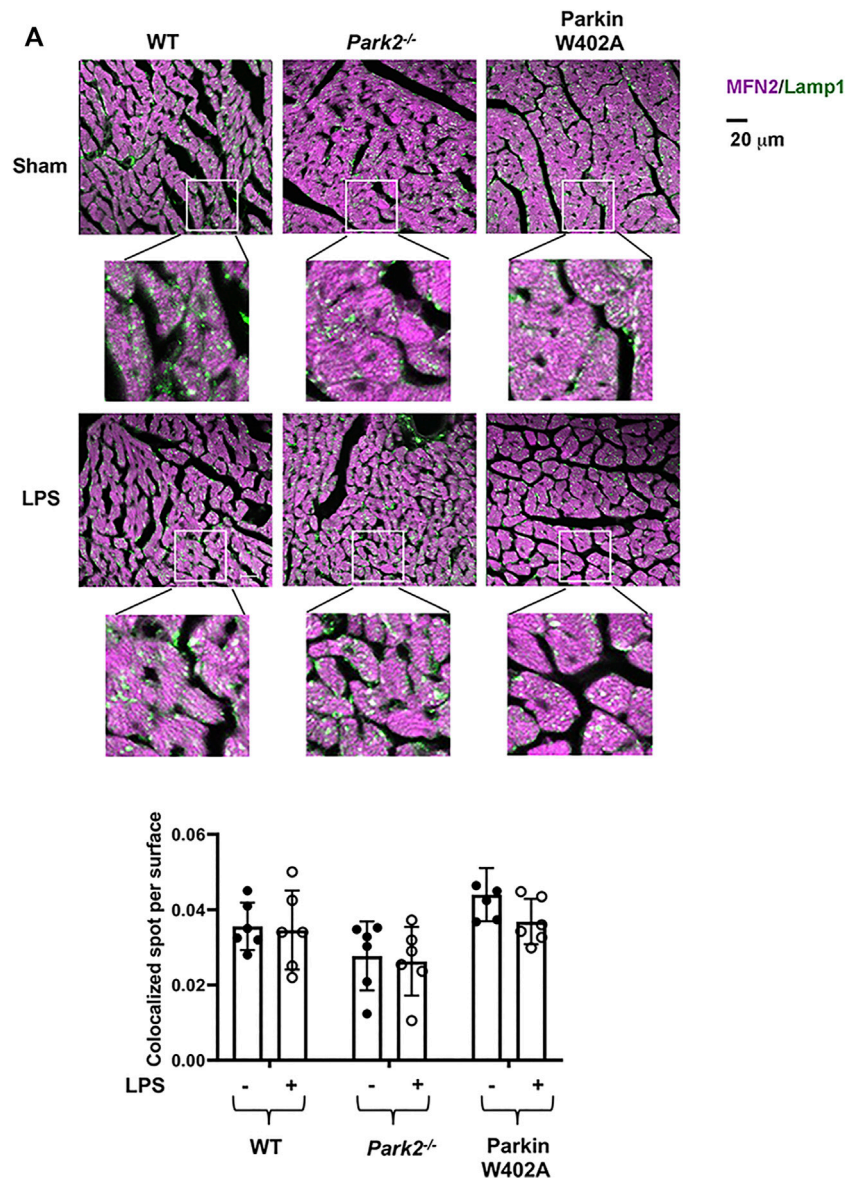 A
WT
Park2-/-
Parkin
W402A
MFN2/Lamp1
20 μm
Sham
LPS
Colocalized spot per surface
0.06
0.04
0.02
0.00
LPS - + - + - +
WT
Park2-/-
Parkin
W402A